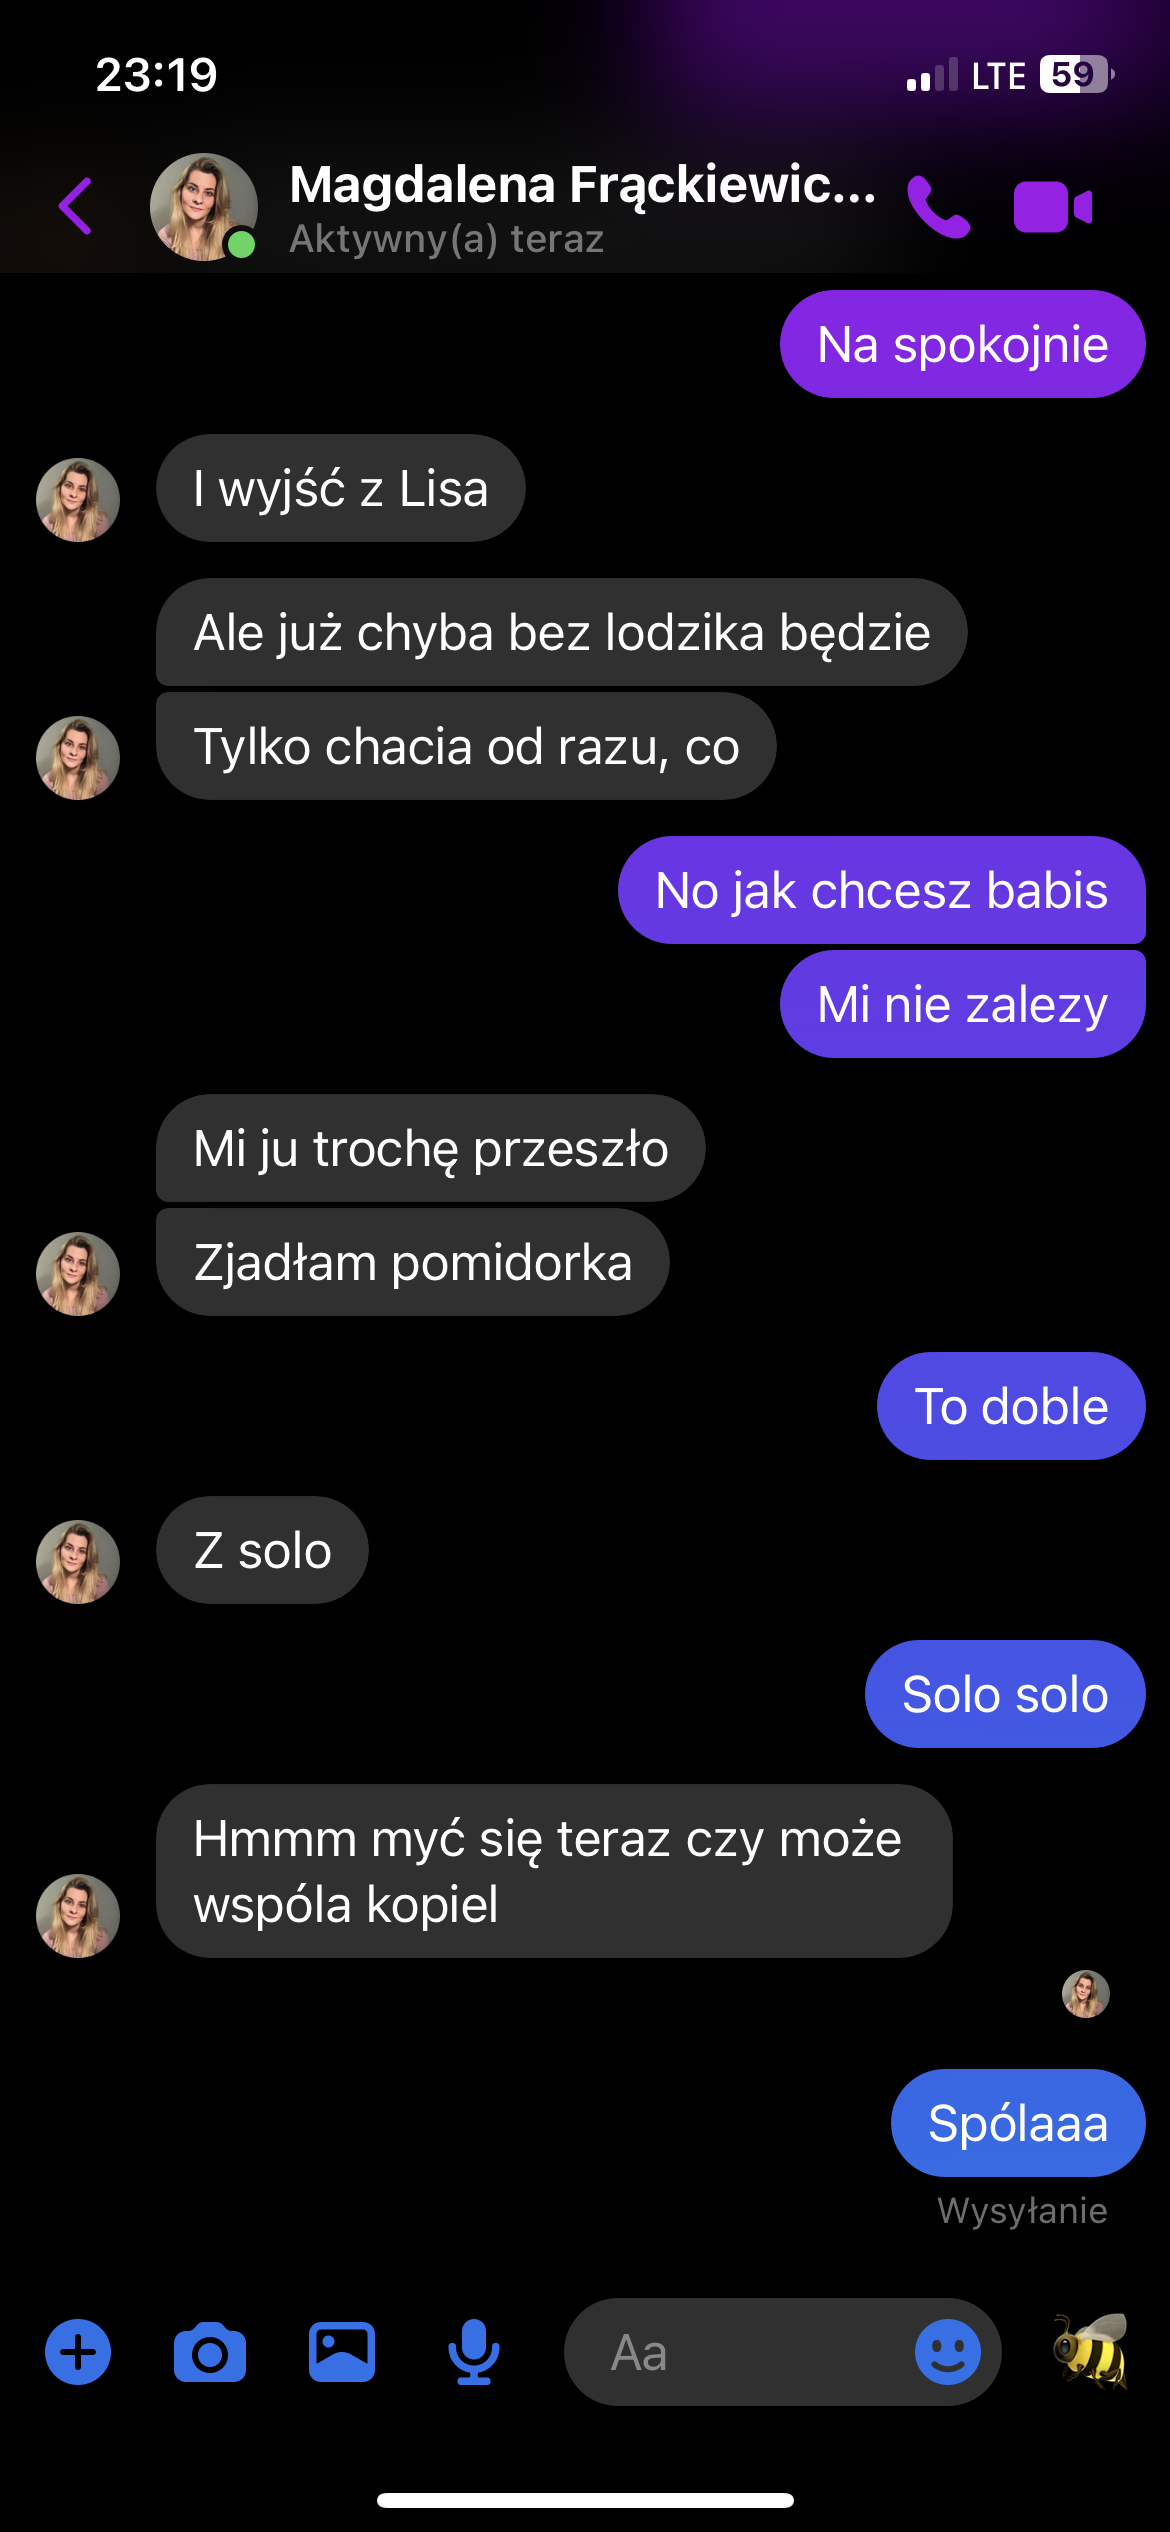 23:19
LTE 59
Magdalena Frąckiewic...
Aktywny(a) teraz
Na spokojnie
I wyjść z Lisa
Ale już chyba bez lodzika będzie
Tylko chacia od razu, co
No jak chcesz babis
Mi nie zalezy
Mi ju trochę przeszło
Zjadłam pomidorka
To doble
Z solo
Solo solo
Hmmm myć się teraz czy może
wspóla kopiel
Spólaaa
Wysyłanie
Aa